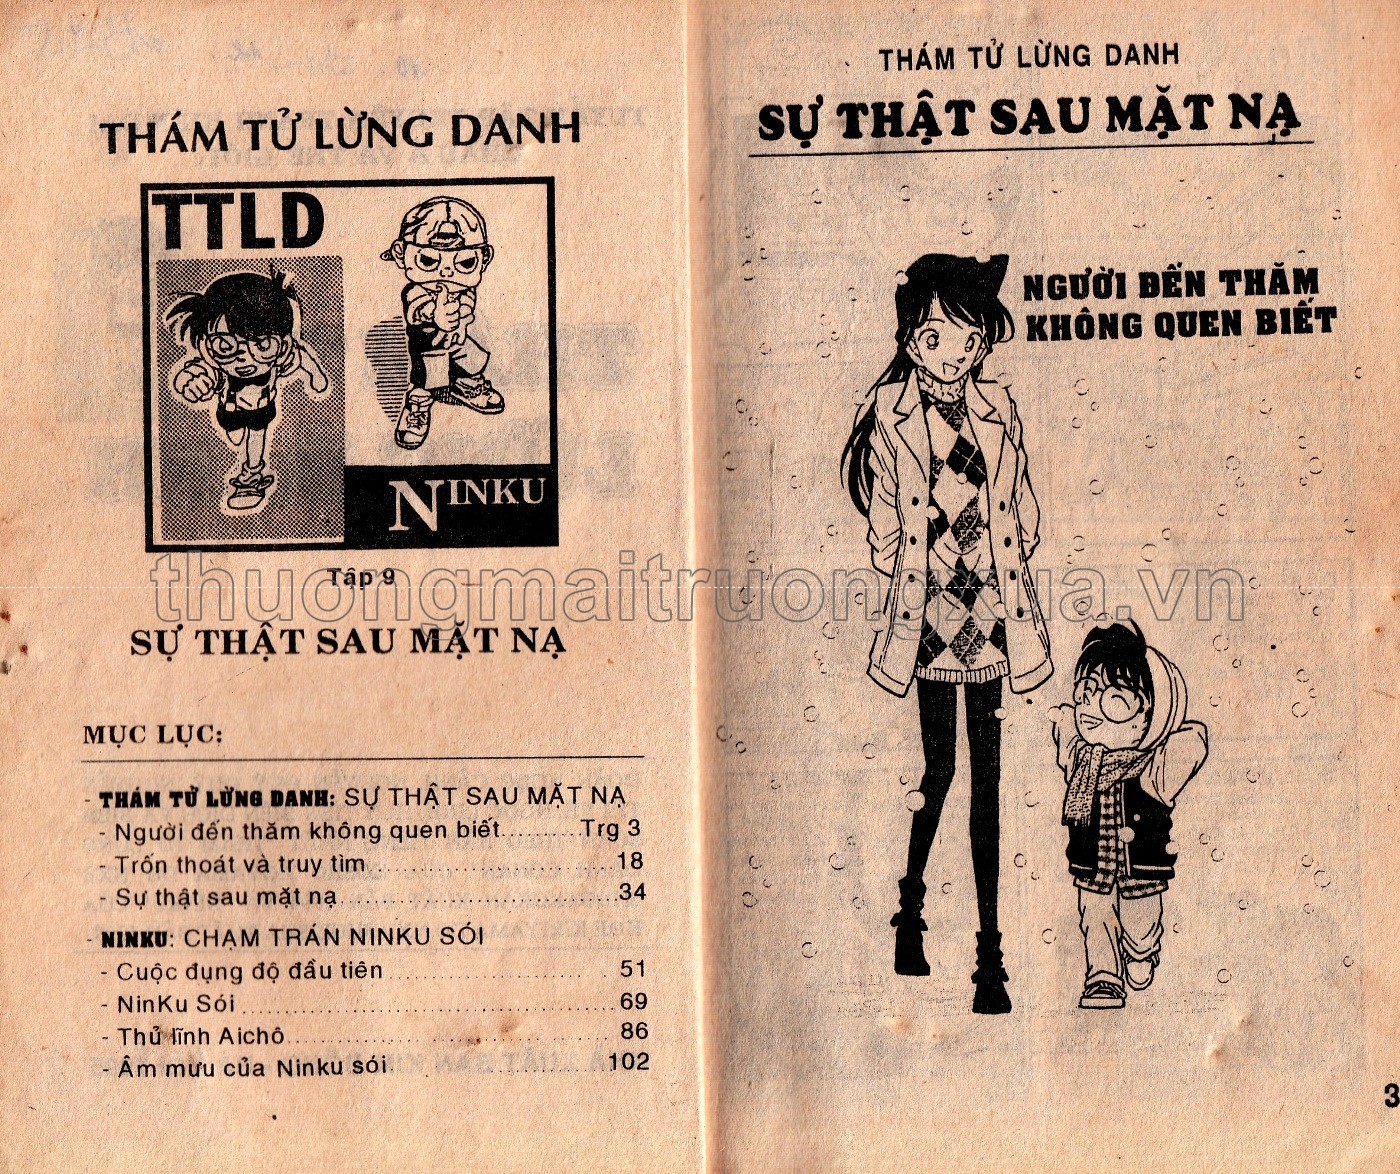 THÁM TỬ LỪNG DANH
TTLD
NINKU
Tập 9
SỰ THẬT SAU MẶT NẠ
MỤC LỤC:
- THÁM TỬ LỪNG DANH: SỰ THẬT SAU MẶT NẠ
- Người đến thăm không quen biết..........Trg 3
- Trốn thoát và truy tìm..............................18
- Sự thật sau mặt nạ..................................34
- NINKU: CHẠM TRÁN NINKU SÓI
- Cuộc đụng độ đầu tiên........................... 51
- NinKu Sói................................................69
- Thủ lĩnh Aichô......................................... 86
- Âm mưu của Ninku sói...........................102
THÁM TỬ LỪNG DANH
SỰ THẬT SAU MẶT NẠ
NGƯỜI ĐẾN THĂM
KHÔNG QUEN BIẾT
3
thuongmaitruongxua.vn